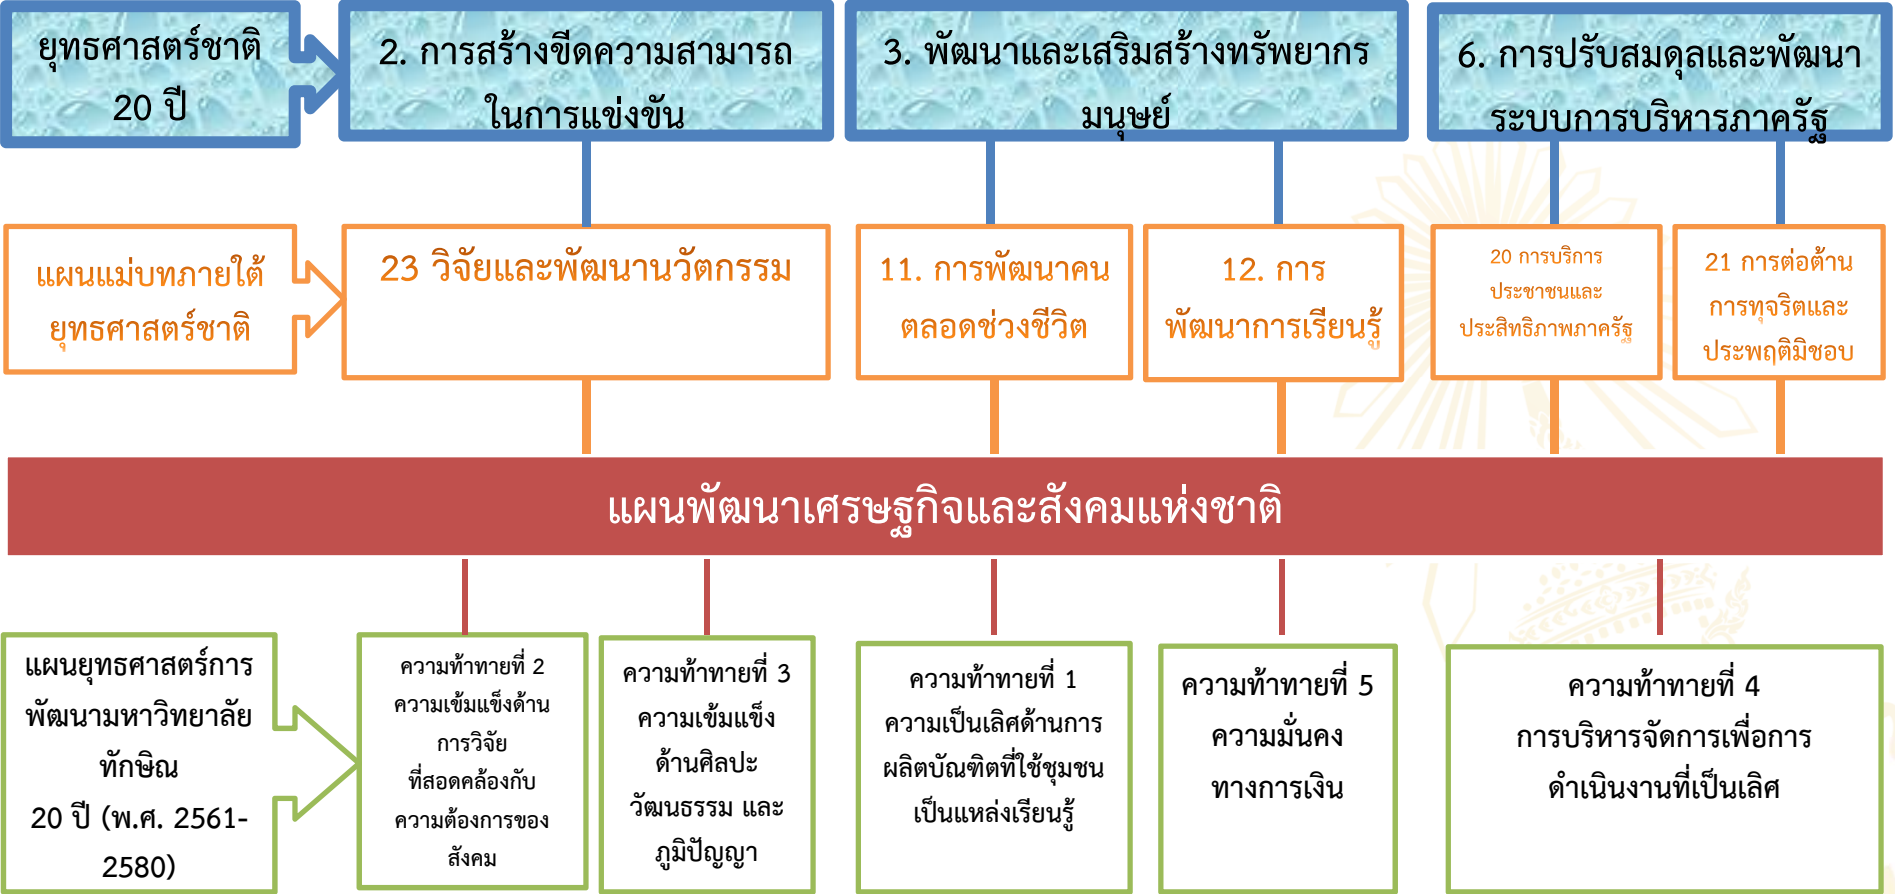 ยุทธศาสตร์ชาติ
20 ปี
2. การสร้างขีดความสามารถ
ในการแข่งขัน
3. พัฒนาและเสริมสร้างทรัพยากร
มนุษย์
6. การปรับสมดุลและพัฒนา
ระบบการบริหารภาครัฐ
แผนแม่บทภายใต้
ยุทธศาสตร์ชาติ
23 วิจัยและพัฒนานวัตกรรม
11. การพัฒนาคน
ตลอดช่วงชีวิต
12. การ
พัฒนาการเรียนรู้
20 การบริการ
ประชาชนและ
ประสิทธิภาพภาครัฐ
21 การต่อต้าน
การทุจริตและ
ประพฤติมิชอบ
แผนพัฒนาเศรษฐกิจและสังคมแห่งชาติ
แผนยุทธศาสตร์การ
พัฒนามหาวิทยาลัย
ทักษิณ
20 ปี (พ.ศ. 2561-
2580)
ความท้าทายที่ 2
ความเข้มแข็งด้าน
การวิจัย
ที่สอดคล้องกับ
ความต้องการของ
สังคม
ความท้าทายที่ 3
ความเข้มแข็ง
ด้านศิลปะ
วัฒนธรรม และ
ภูมิปัญญา
ความท้าทายที่ 1
ความเป็นเลิศด้านการ
ผลิตบัณฑิตที่ใช้ชุมชน
เป็นแหล่งเรียนรู้
ความท้าทายที่ 5
ความมั่นคง
ทางการเงิน
ความท้าทายที่ 4
การบริหารจัดการเพื่อการ
ดำเนินงานที่เป็นเลิศ